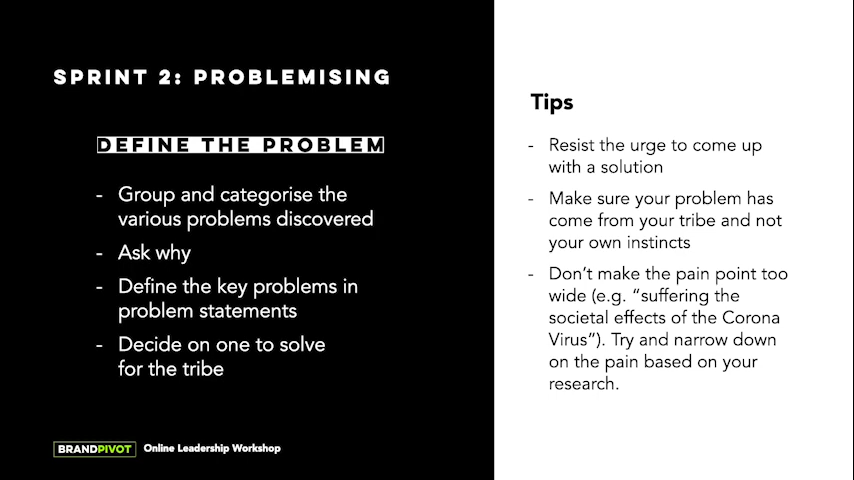 SPRINT 2: PROBLEMISING
DEFINE THE PROBLEM
- Group and categorise the
various problems discovered
- Ask why
- Define the key problems in
problem statements
- Decide on one to solve
for the tribe
BRANDPIVOT Online Leadership Workshop
Tips
- Resist the urge to come up
with a solution
- Make sure your problem has
come from your tribe and not
your own instincts
- Don't make the pain point too
wide (e.g. “suffering the
societal effects of the Corona
Virus”). Try and narrow down
on the pain based on your
research.